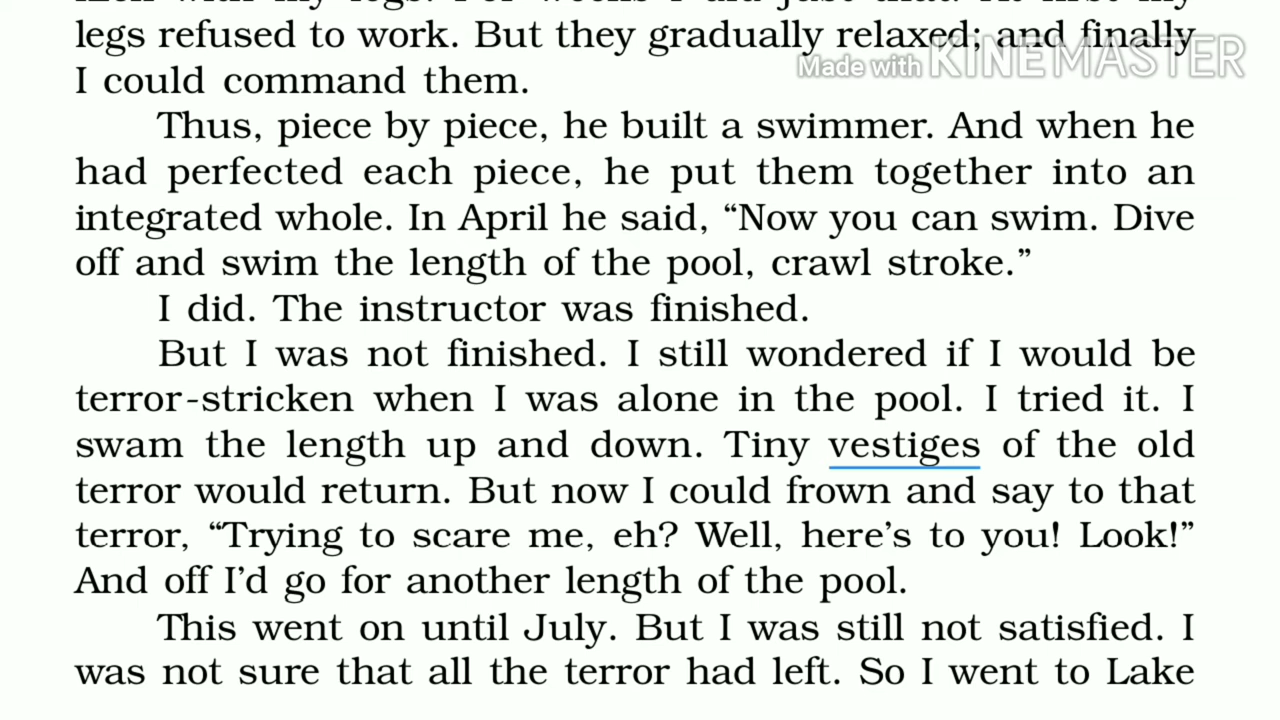 legs refused to work. But they gradually relaxed; and finally
Made with KINEMASTER
I could command them.
Thus, piece by piece, he built a swimmer. And when he
had perfected each piece, he put them together into an
integrated whole. In April he said, “Now you can swim. Dive
off and swim the length of the pool, crawl stroke.”
I did. The instructor was finished.
But I was not finished. I still wondered if I would be
terror-stricken when I was alone in the pool. I tried it. I
swam the length up and down. Tiny vestiges of the old
terror would return. But now I could frown and say to that
terror, “Trying to scare me, eh? Well, here’s to you! Look!”
And off I’d go for another length of the pool.
This went on until July. But I was still not satisfied. I
was not sure that all the terror had left. So I went to Lake